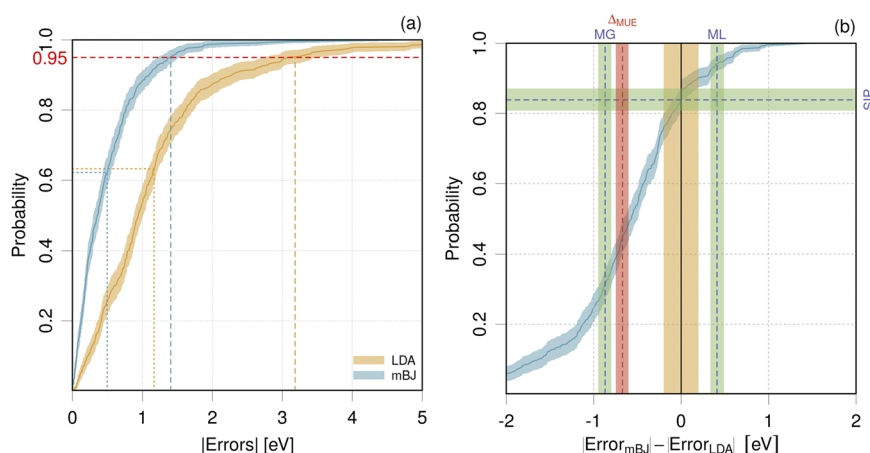 (a)
1.0
0.95
0.8
0.6
0.4
0.2
Probability
0 1 2 3 4 5
|Errors| [eV]
LDA
mBJ
(b)
Δ_MUE
MG ML
1.0
0.8
0.6
0.4
0.2
Probability
SIP
-2 -1 0 1 2
|Error_mBJ| − |Error_LDA| [eV]